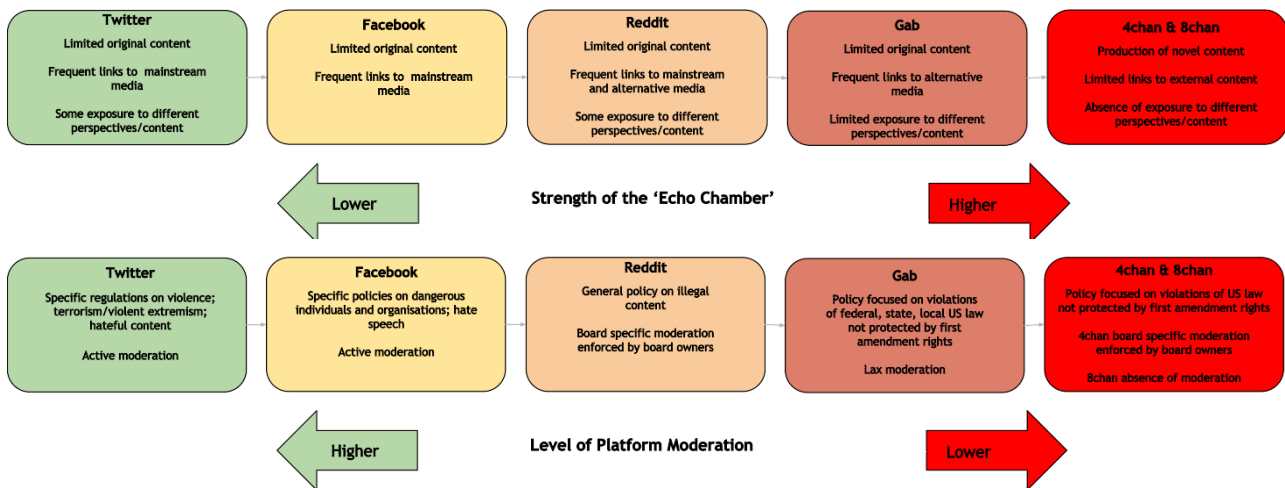 Twitter
Limited original content
Frequent links to mainstream
media
Some exposure to different
perspectives/content
Facebook
Limited original content
Frequent links to mainstream
media
Reddit
Limited original content
Frequent links to mainstream
and alternative media
Some exposure to different
perspectives/content
Gab
Limited original content
Frequent links to alternative
media
Limited exposure to different
perspectives/content
4chan & 8chan
Production of novel content
Limited links to external content
Absence of exposure to different
perspectives/content
Lower
Strength of the ‘Echo Chamber’
Higher
Twitter
Specific regulations on violence;
terrorism/violent extremism;
hateful content
Active moderation
Facebook
Specific policies on dangerous
individuals and organisations; hate
speech
Active moderation
Reddit
General policy on illegal
content
Board specific moderation
enforced by board owners
Gab
Policy focused on violations
of federal, state, local US law
not protected by first
amendment rights
Lax moderation
4chan & 8chan
Policy focused on violations of US law
not protected by first amendment rights
4chan board specific moderation
enforced by board owners
8chan absence of moderation
Higher
Level of Platform Moderation
Lower